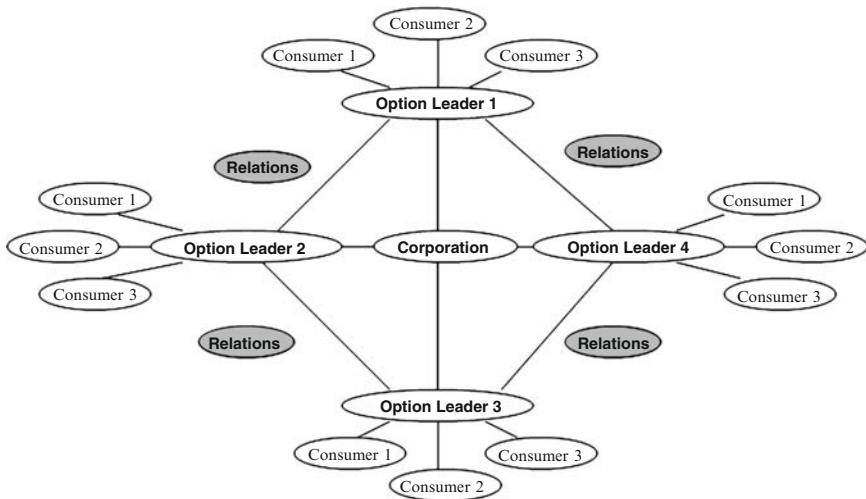 Consumer 2
Consumer 1
Consumer 3
Option Leader 1
Relations
Relations
Consumer 1
Consumer 1
Consumer 2
Option Leader 2
Corporation
Option Leader 4
Consumer 2
Consumer 3
Consumer 3
Relations
Relations
Option Leader 3
Consumer 1
Consumer 3
Consumer 2